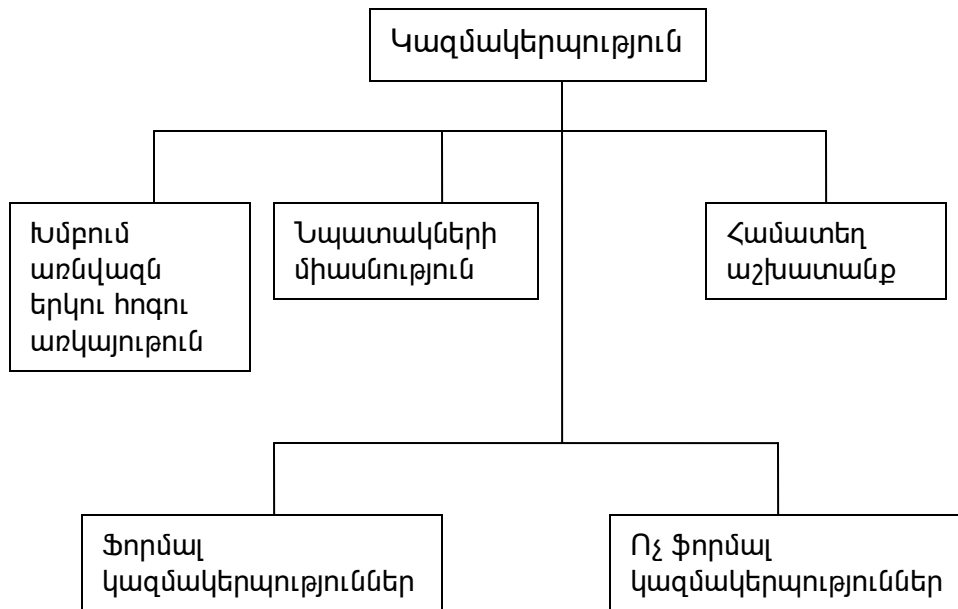 Կազմակերպություն
Խմբում
առնվազն
երկու հոգու
առկայութուն
Նպատակների
միասնություն
Համատեղ
աշխատանք
Ֆորմալ
կազմակերպություններ
Ոչ ֆորմալ
կազմակերպություններ